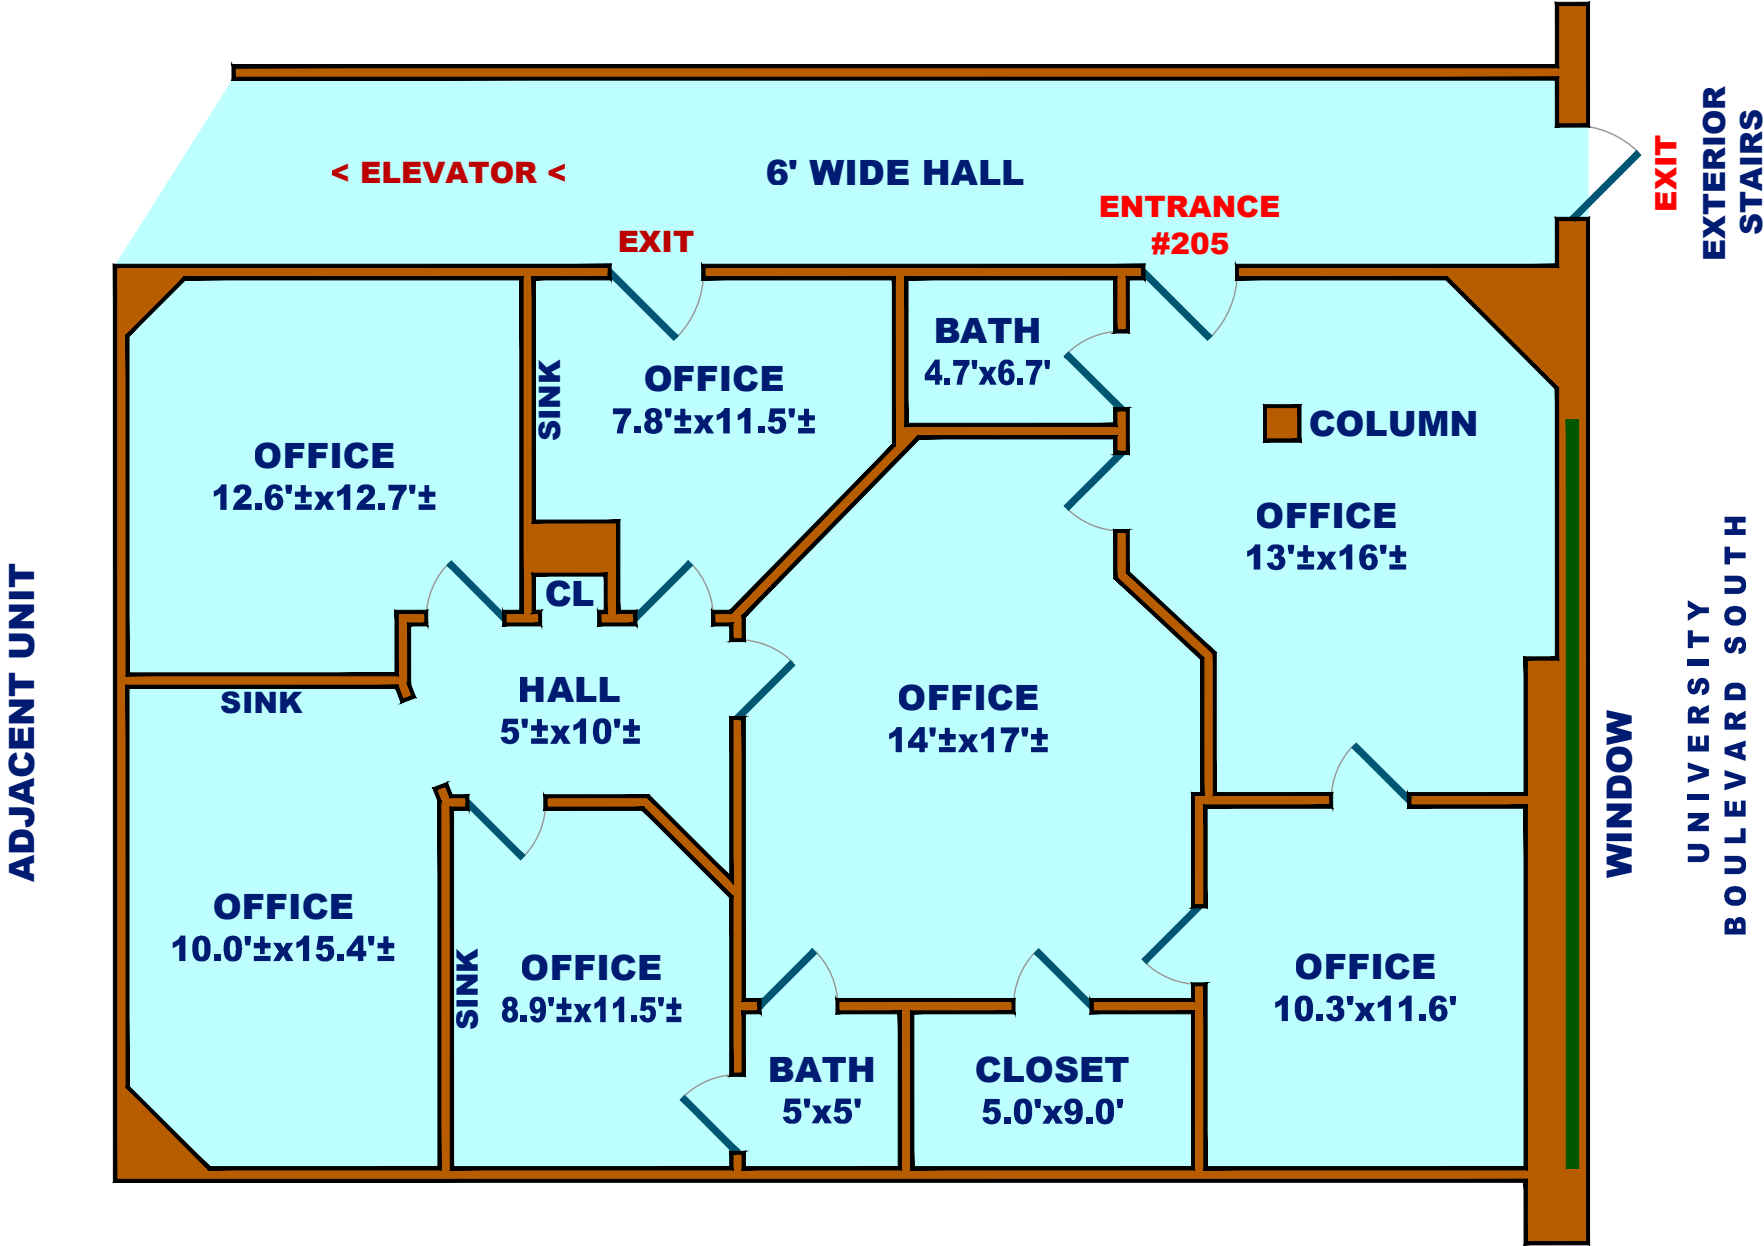 < ELEVATOR <
6' WIDE HALL
EXIT
ENTRANCE
#205
EXIT
EXTERIOR
STAIRS
BATH
4.7'x6.7'
SINK
OFFICE
7.8'±x11.5'±
COLUMN
OFFICE
12.6'±x12.7'±
OFFICE
13'±x16'±
CL
SINK
HALL
5'±x10'±
OFFICE
14'±x17'±
ADJACENT UNIT
WINDOW
UNIVERSITY
BOULEVARD SOUTH
OFFICE
10.0'±x15.4'±
SINK
OFFICE
8.9'±x11.5'±
OFFICE
10.3'x11.6'
BATH
5'x5'
CLOSET
5.0'x9.0'